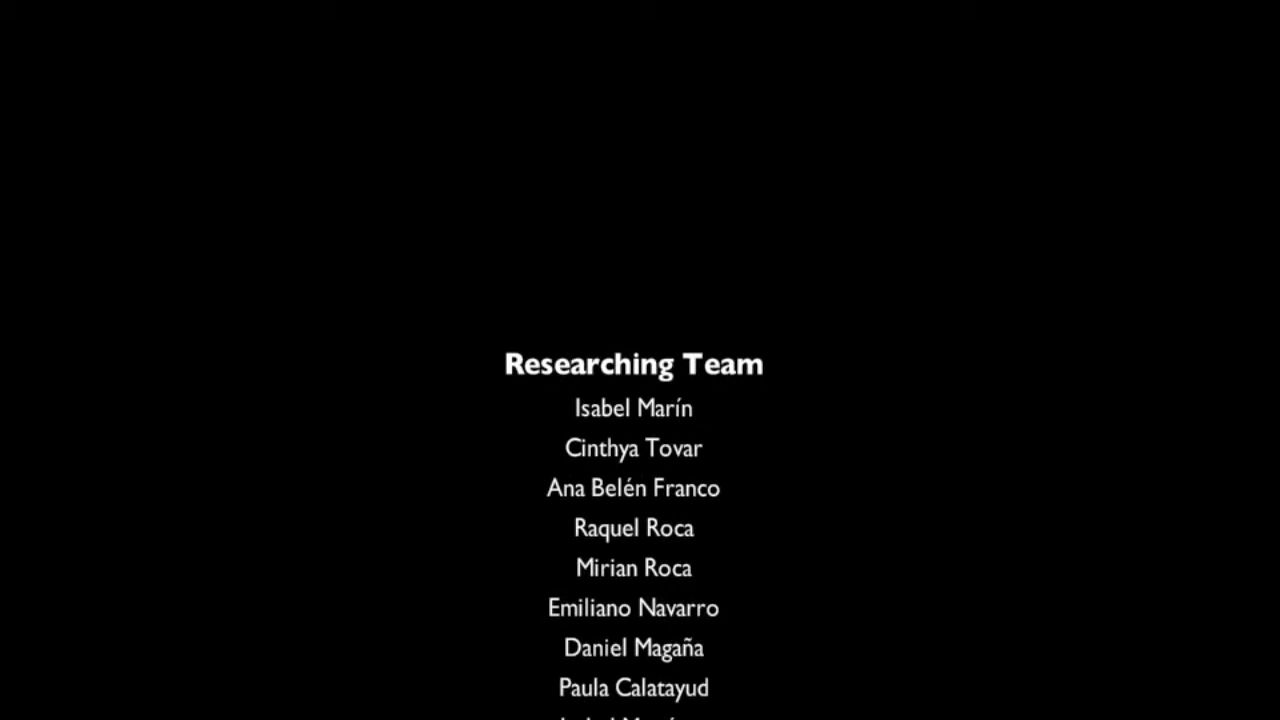 Researching Team
Isabel Marín
Cinthya Tovar
Ana Belén Franco
Raquel Roca
Mirian Roca
Emiliano Navarro
Daniel Magaña
Paula Calatayud